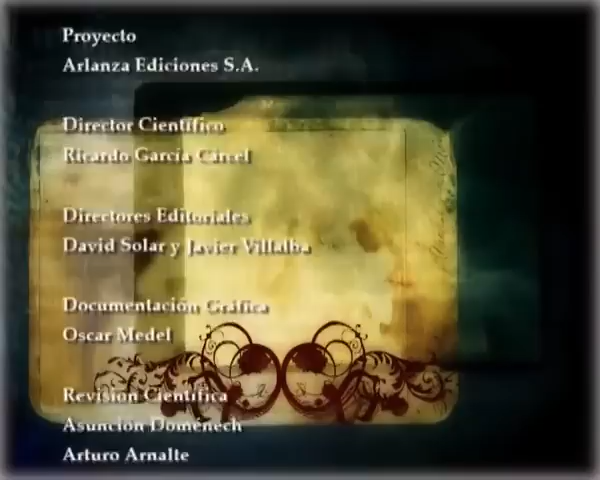 Proyecto
Arlanza Ediciones S.A.
Director Científico
Ricardo García Cárcel
Directores Editoriales
David Solar y Javier Villalba
Documentación Gráfica
Oscar Medel
Revisión Científica
Asunción Doménech
Arturo Arnalte